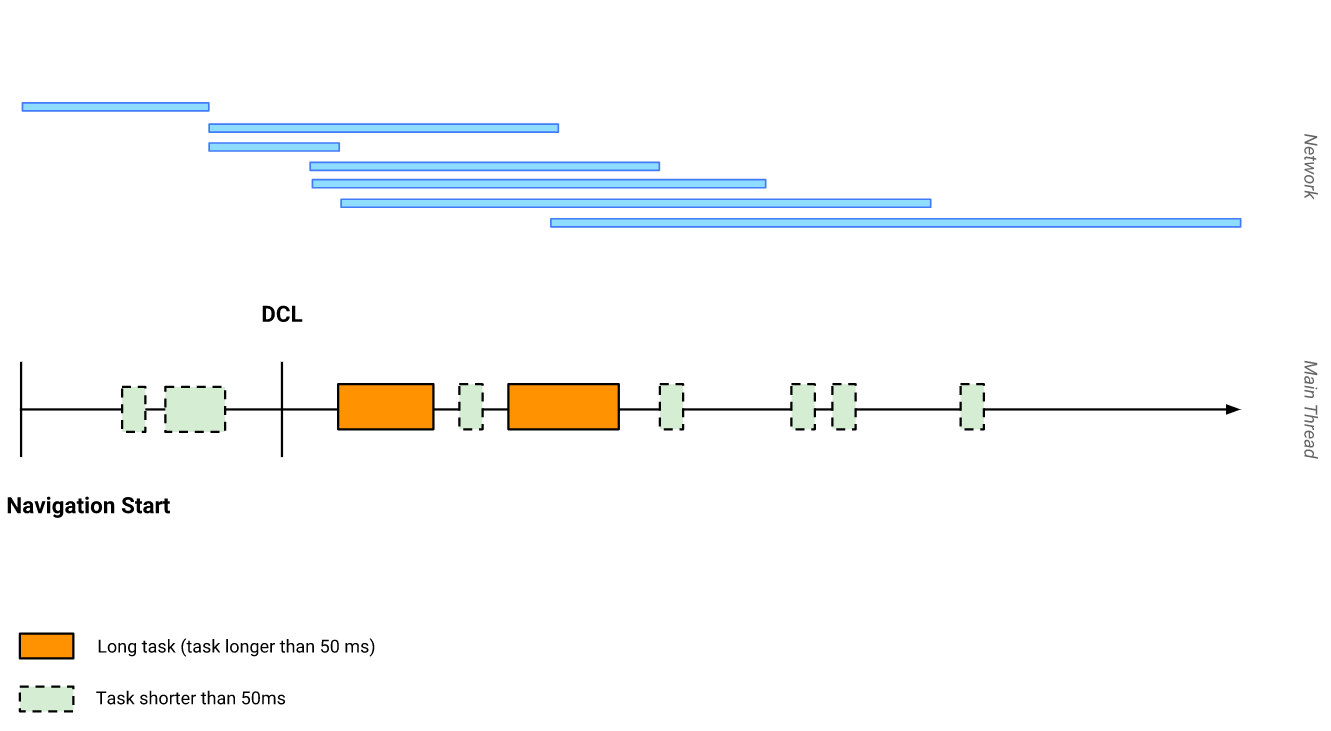 Network
DCL
Main Thread
Navigation Start
Long task (task longer than 50 ms)
Task shorter than 50ms